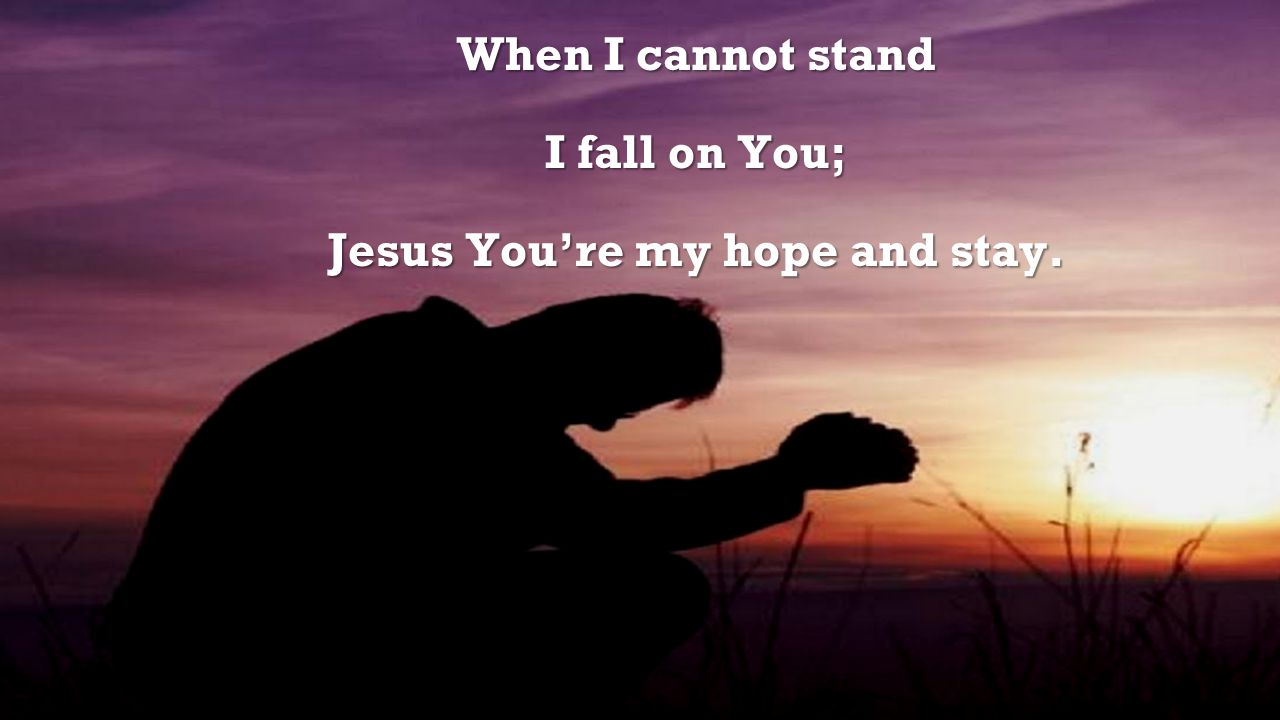 When I cannot stand
I fall on You;
Jesus You’re my hope and stay.